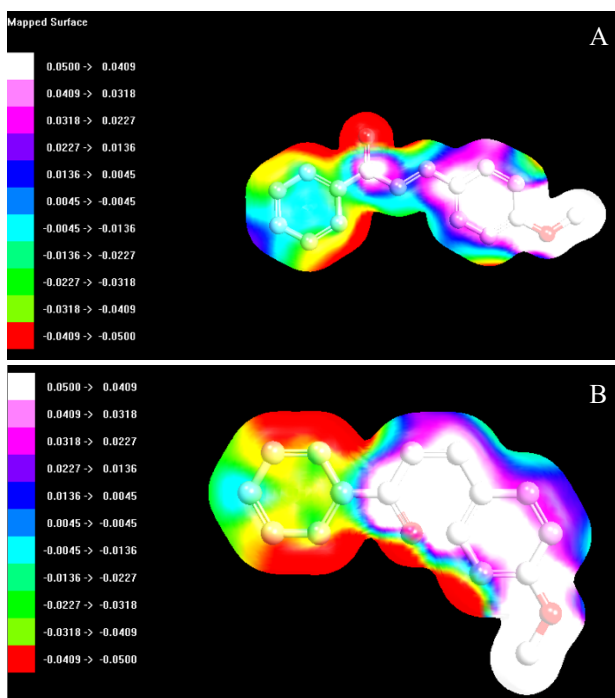 Mapped Surface
A
0.0500 -> 0.0409
0.0409 -> 0.0318
0.0318 -> 0.0227
0.0227 -> 0.0136
0.0136 -> 0.0045
0.0045 -> -0.0045
-0.0045 -> -0.0136
-0.0136 -> -0.0227
-0.0227 -> -0.0318
-0.0318 -> -0.0409
-0.0409 -> -0.0500
B
0.0500 -> 0.0409
0.0409 -> 0.0318
0.0318 -> 0.0227
0.0227 -> 0.0136
0.0136 -> 0.0045
0.0045 -> -0.0045
-0.0045 -> -0.0136
-0.0136 -> -0.0227
-0.0227 -> -0.0318
-0.0318 -> -0.0409
-0.0409 -> -0.0500